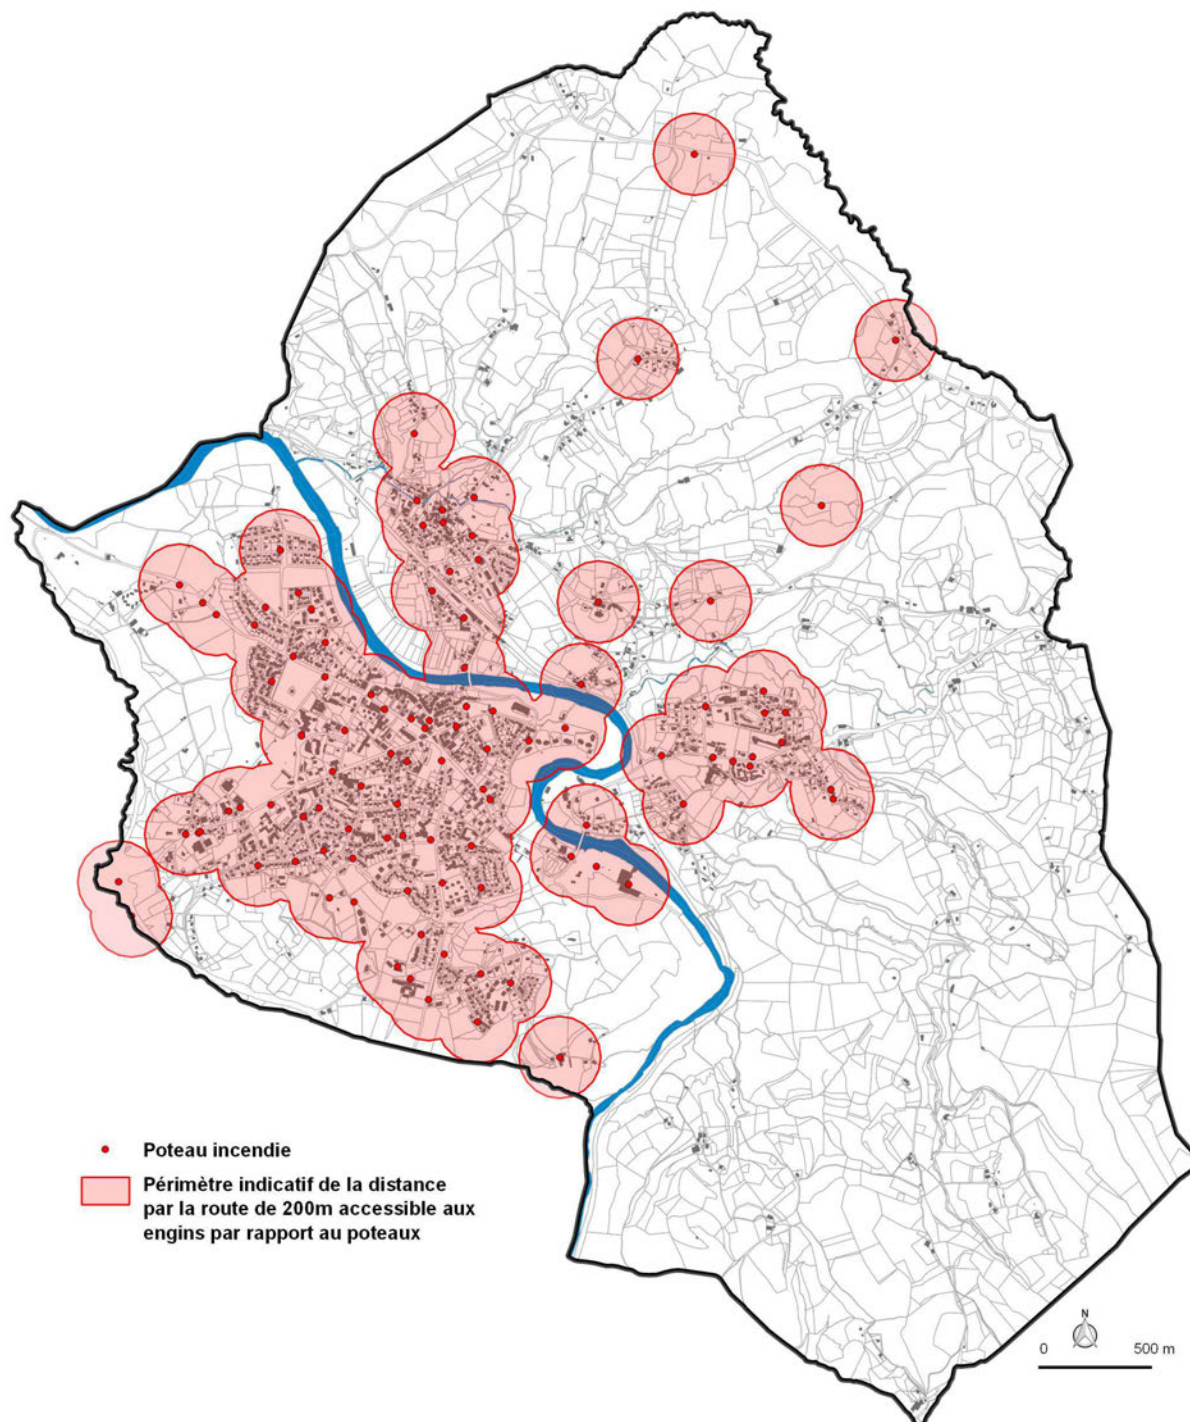 Poteau incendie
Périmètre indicatif de la distance
par la route de 200m accessible aux
engins par rapport au poteaux
N
0 500 m